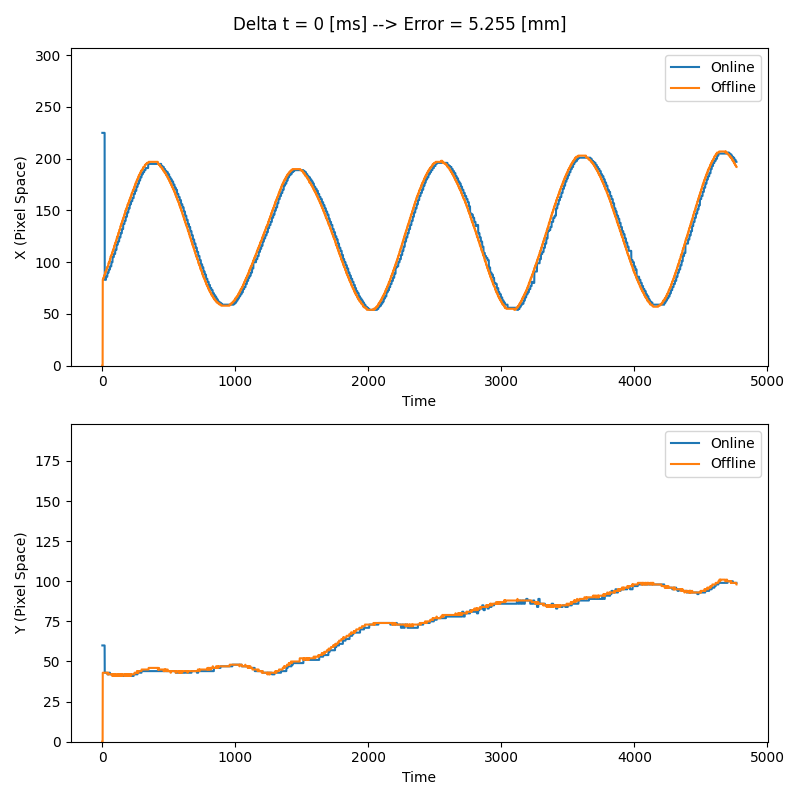 Delta t = 0 [ms] --> Error = 5.255 [mm]
300
250
200
150
100
50
0
X (Pixel Space)
Online
Offline
0 1000 2000 3000 4000 5000
Time
175
150
125
100
75
50
25
0
Y (Pixel Space)
Online
Offline
0 1000 2000 3000 4000 5000
Time